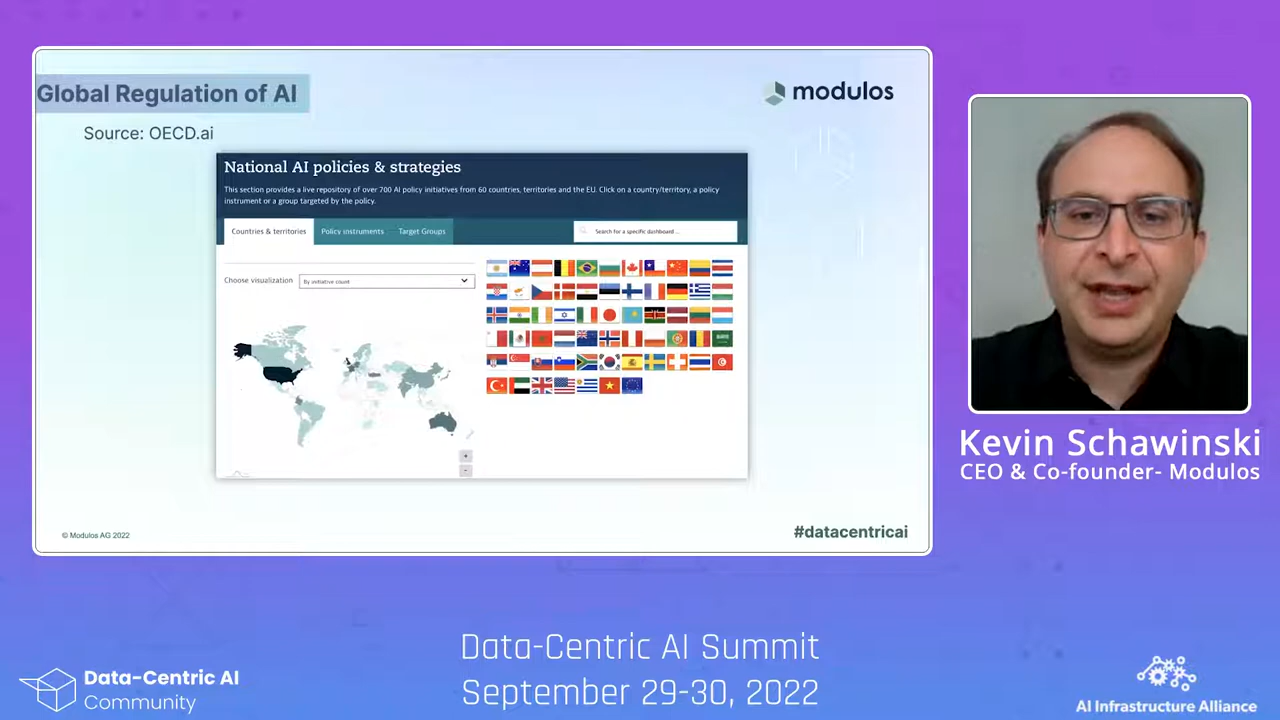 Global Regulation of AI
modulos
Source: OECD.ai
National AI policies & strategies
This section provides a live repository of over 700 AI policy initiatives from 60 countries, territories and the EU. Click on a country/territory, a policy
instrument or a group targeted by the policy.
Countries & territories
Policy instruments
Target Groups
Search for a specific dashboard ...
Choose visualization
By initiative count
+
-
© Modulos AG 2022
#datacentricai
Kevin Schawinski
CEO & Co-founder- Modulos
Data-Centric AI Summit
September 29-30, 2022
Data-Centric AI
Community
AI Infrastructure Alliance